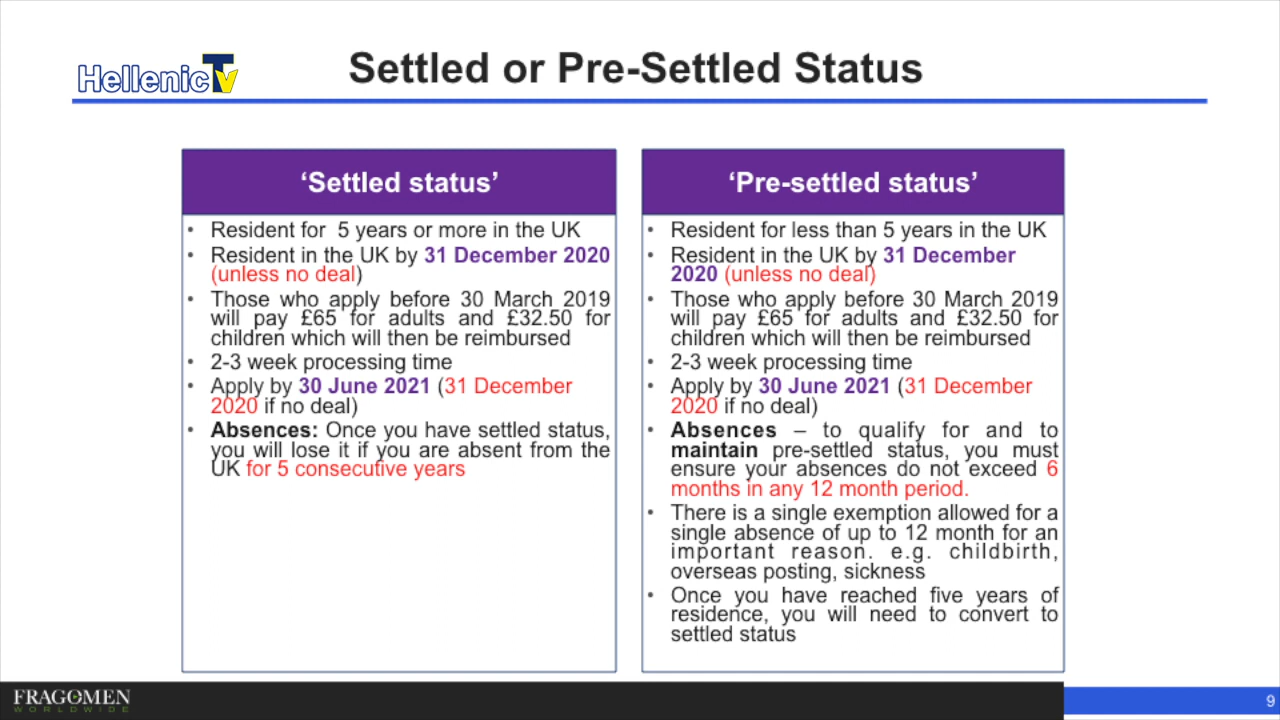 HellenicTv
Settled or Pre-Settled Status
‘Settled status’
• Resident for 5 years or more in the UK
• Resident in the UK by 31 December 2020
(unless no deal)
• Those who apply before 30 March 2019
will pay £65 for adults and £32.50 for
children which will then be reimbursed
• 2-3 week processing time
• Apply by 30 June 2021 (31 December
2020 if no deal)
• Absences: Once you have settled status,
you will lose it if you are absent from the
UK for 5 consecutive years
‘Pre-settled status’
• Resident for less than 5 years in the UK
• Resident in the UK by 31 December
2020 (unless no deal)
• Those who apply before 30 March 2019
will pay £65 for adults and £32.50 for
children which will then be reimbursed
• 2-3 week processing time
• Apply by 30 June 2021 (31 December
2020 if no deal)
• Absences – to qualify for and to
maintain pre-settled status, you must
ensure your absences do not exceed 6
months in any 12 month period.
• There is a single exemption allowed for a
single absence of up to 12 month for an
important reason. e.g. childbirth,
overseas posting, sickness
• Once you have reached five years of
residence, you will need to convert to
settled status
FRAGOMEN
WORLDWIDE
9